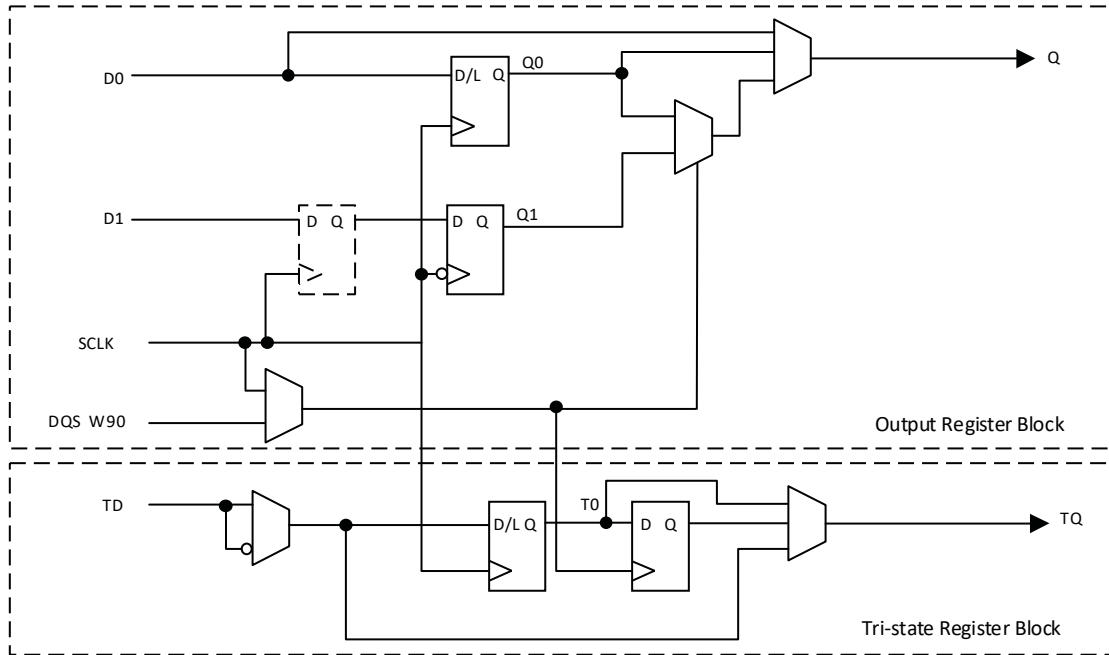 D0
D/L Q
Q0
Q
D1
D Q
D Q
Q1
SCLK
DQS W90
Output Register Block
TD
D/L Q
T0
D Q
TQ
Tri-state Register Block